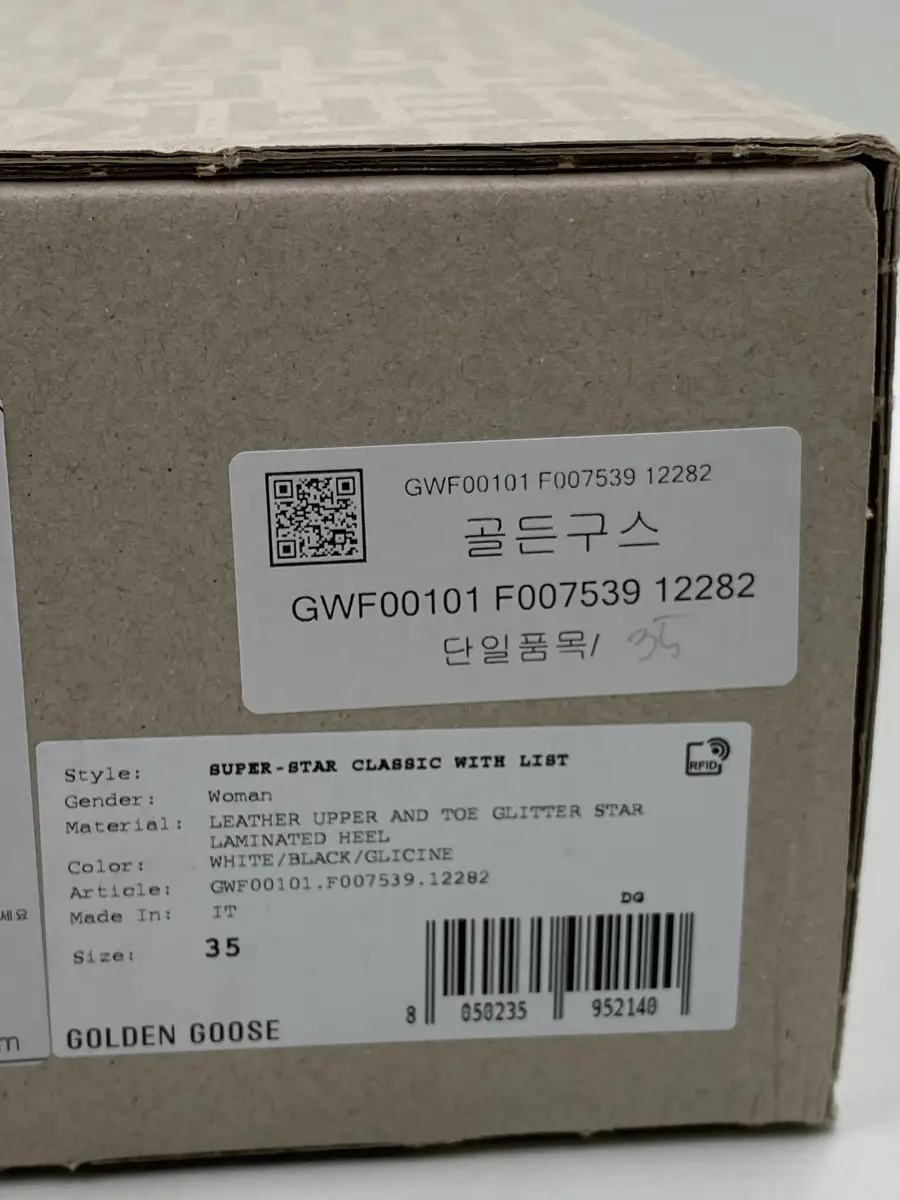 GWF00101 F007539 12282
골든구스
GWF00101 F007539 12282
단일품목/ 35
Style: SUPER-STAR CLASSIC WITH LIST
RFID
Gender: Woman
Material: LEATHER UPPER AND TOE GLITTER STAR
LAMINATED HEEL
Color: WHITE/BLACK/GLICINE
Article: GWF00101.F007539.12282
Made In: IT
DG
Size: 35
8 050235 952140
GOLDEN GOOSE
세요
m